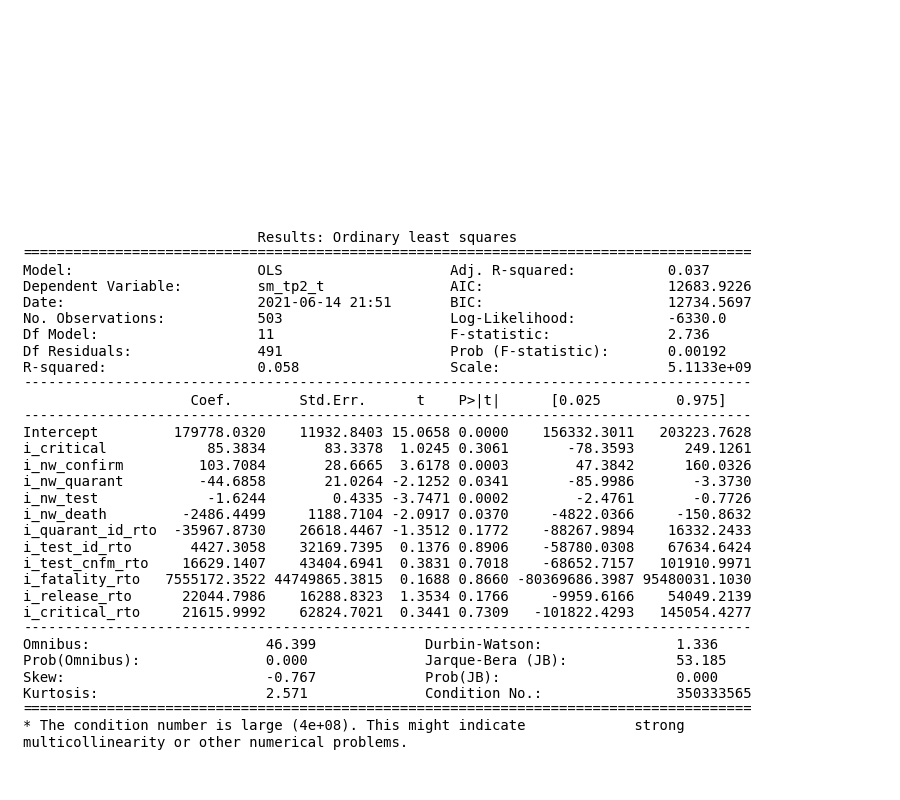 Results: Ordinary least squares
=======================================================================================
Model: OLS Adj. R-squared: 0.037
Dependent Variable: sm_tp2_t AIC: 12683.9226
Date: 2021-06-14 21:51 BIC: 12734.5697
No. Observations: 503 Log-Likelihood: -6330.0
Df Model: 11 F-statistic: 2.736
Df Residuals: 491 Prob (F-statistic): 0.00192
R-squared: 0.058 Scale: 5.1133e+09
---------------------------------------------------------------------------------------
Coef. Std.Err. t P>|t| [0.025 0.975]
---------------------------------------------------------------------------------------
Intercept 179778.0320 11932.8403 15.0658 0.0000 156332.3011 203223.7628
i_critical 85.3834 83.3378 1.0245 0.3061 -78.3593 249.1261
i_nw_confirm 103.7084 28.6665 3.6178 0.0003 47.3842 160.0326
i_nw_quarant -44.6858 21.0264 -2.1252 0.0341 -85.9986 -3.3730
i_nw_test -1.6244 0.4335 -3.7471 0.0002 -2.4761 -0.7726
i_nw_death -2486.4499 1188.7104 -2.0917 0.0370 -4822.0366 -150.8632
i_quarant_id_rto -35967.8730 26618.4467 -1.3512 0.1772 -88267.9894 16332.2433
i_test_id_rto 4427.3058 32169.7395 0.1376 0.8906 -58780.0308 67634.6424
i_test_cnfm_rto 16629.1407 43404.6941 0.3831 0.7018 -68652.7157 101910.9971
i_fatality_rto 7555172.3522 44749865.3815 0.1688 0.8660 -80369686.3987 95480031.1030
i_release_rto 22044.7986 16288.8323 1.3534 0.1766 -9959.6166 54049.2139
i_critical_rto 21615.9992 62824.7021 0.3441 0.7309 -101822.4293 145054.4277
---------------------------------------------------------------------------------------
Omnibus: 46.399 Durbin-Watson: 1.336
Prob(Omnibus): 0.000 Jarque-Bera (JB): 53.185
Skew: -0.767 Prob(JB): 0.000
Kurtosis: 2.571 Condition No.: 350333565
=======================================================================================
* The condition number is large (4e+08). This might indicate strong
multicollinearity or other numerical problems.